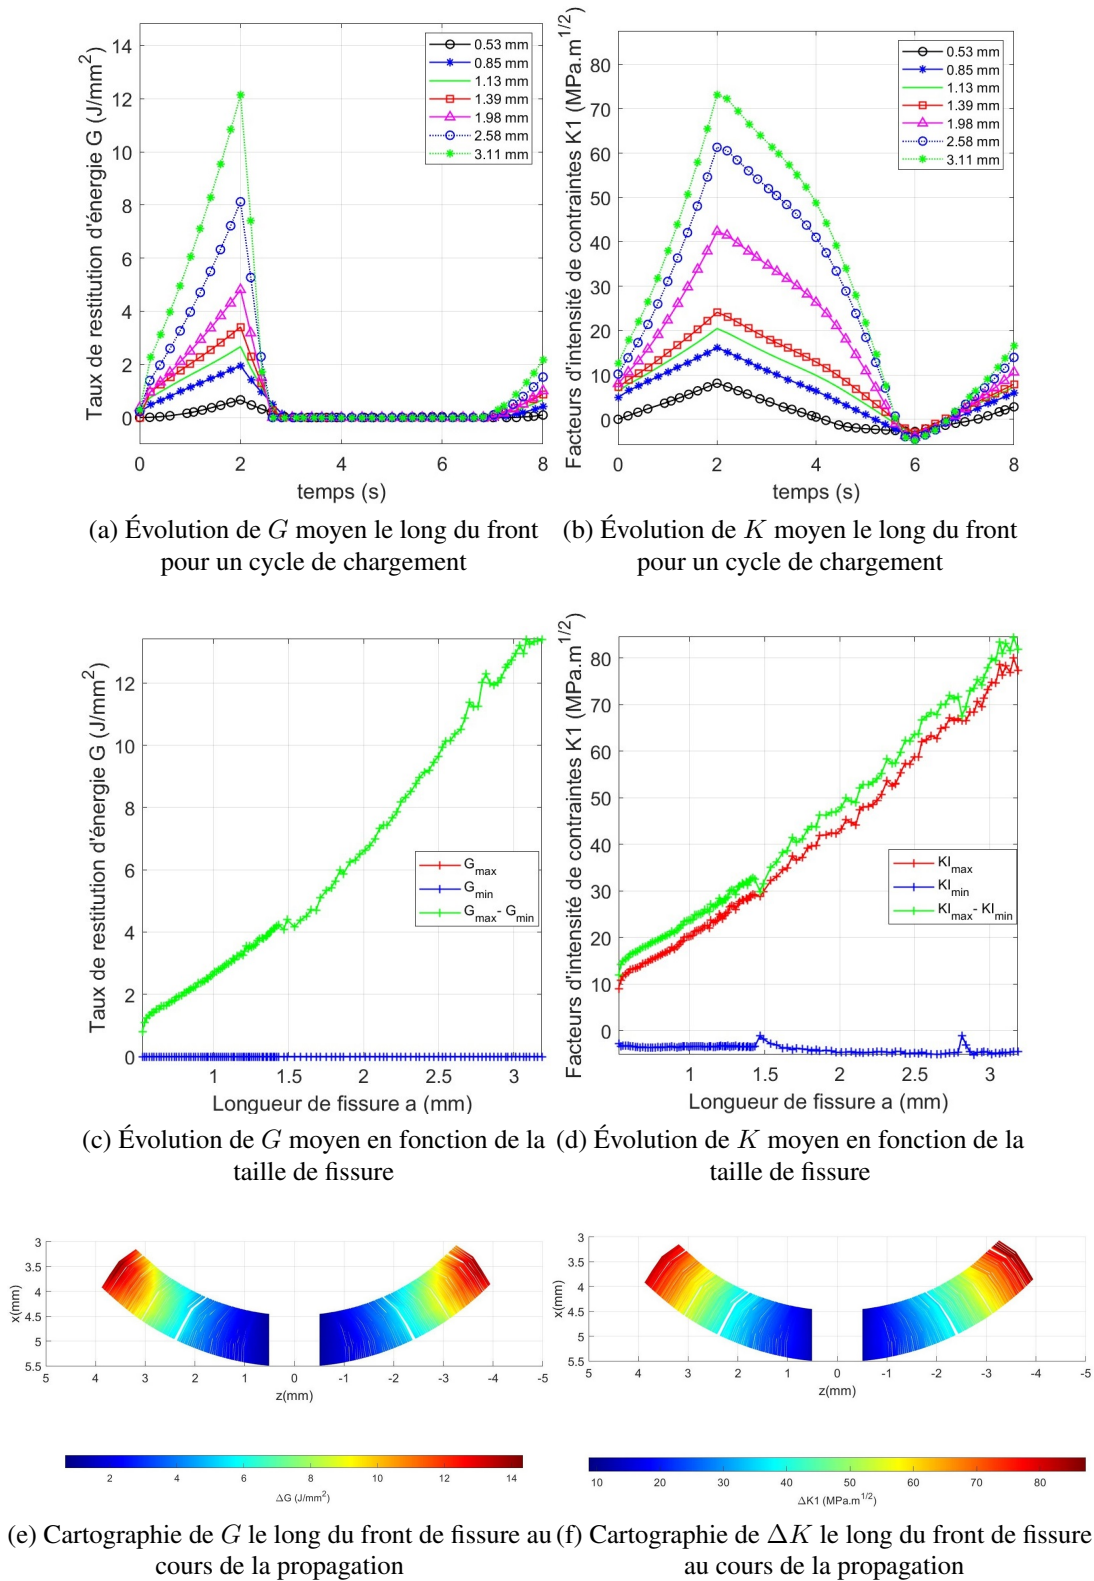 Taux de restitution d'énergie G (J/mm²)
14
12
10
8
6
4
2
0
0.53 mm
0.85 mm
1.13 mm
1.39 mm
1.98 mm
2.58 mm
3.11 mm
0 2 4 6 8
temps (s)
Facteurs d'intensité de contraintes K1 (MPa.m^1/2)
80
70
60
50
40
30
20
10
0
0.53 mm
0.85 mm
1.13 mm
1.39 mm
1.98 mm
2.58 mm
3.11 mm
0 2 4 6 8
temps (s)
(a) Évolution de G moyen le long du front
pour un cycle de chargement
(b) Évolution de K moyen le long du front
pour un cycle de chargement
Taux de restitution d'énergie G (J/mm²)
12
10
8
6
4
2
0
G_max
G_min
G_max - G_min
1 1.5 2 2.5 3
Longueur de fissure a (mm)
Facteurs d'intensité de contraintes K1 (MPa.m^1/2)
80
70
60
50
40
30
20
10
0
KI_max
KI_min
KI_max - KI_min
1 1.5 2 2.5 3
Longueur de fissure a (mm)
(c) Évolution de G moyen en fonction de la
taille de fissure
(d) Évolution de K moyen en fonction de la
taille de fissure
x(mm)
3
3.5
4
4.5
5
5.5
5 4 3 2 1 0 -1 -2 -3 -4 -5
z(mm)
2 4 6 8 10 12 14
ΔG (J/mm²)
x(mm)
3
3.5
4
4.5
5
5.5
5 4 3 2 1 0 -1 -2 -3 -4 -5
z(mm)
10 20 30 40 50 60 70 80
ΔK1 (MPa.m^1/2)
(e) Cartographie de G le long du front de fissure au
cours de la propagation
(f) Cartographie de ΔK le long du front de fissure
au cours de la propagation